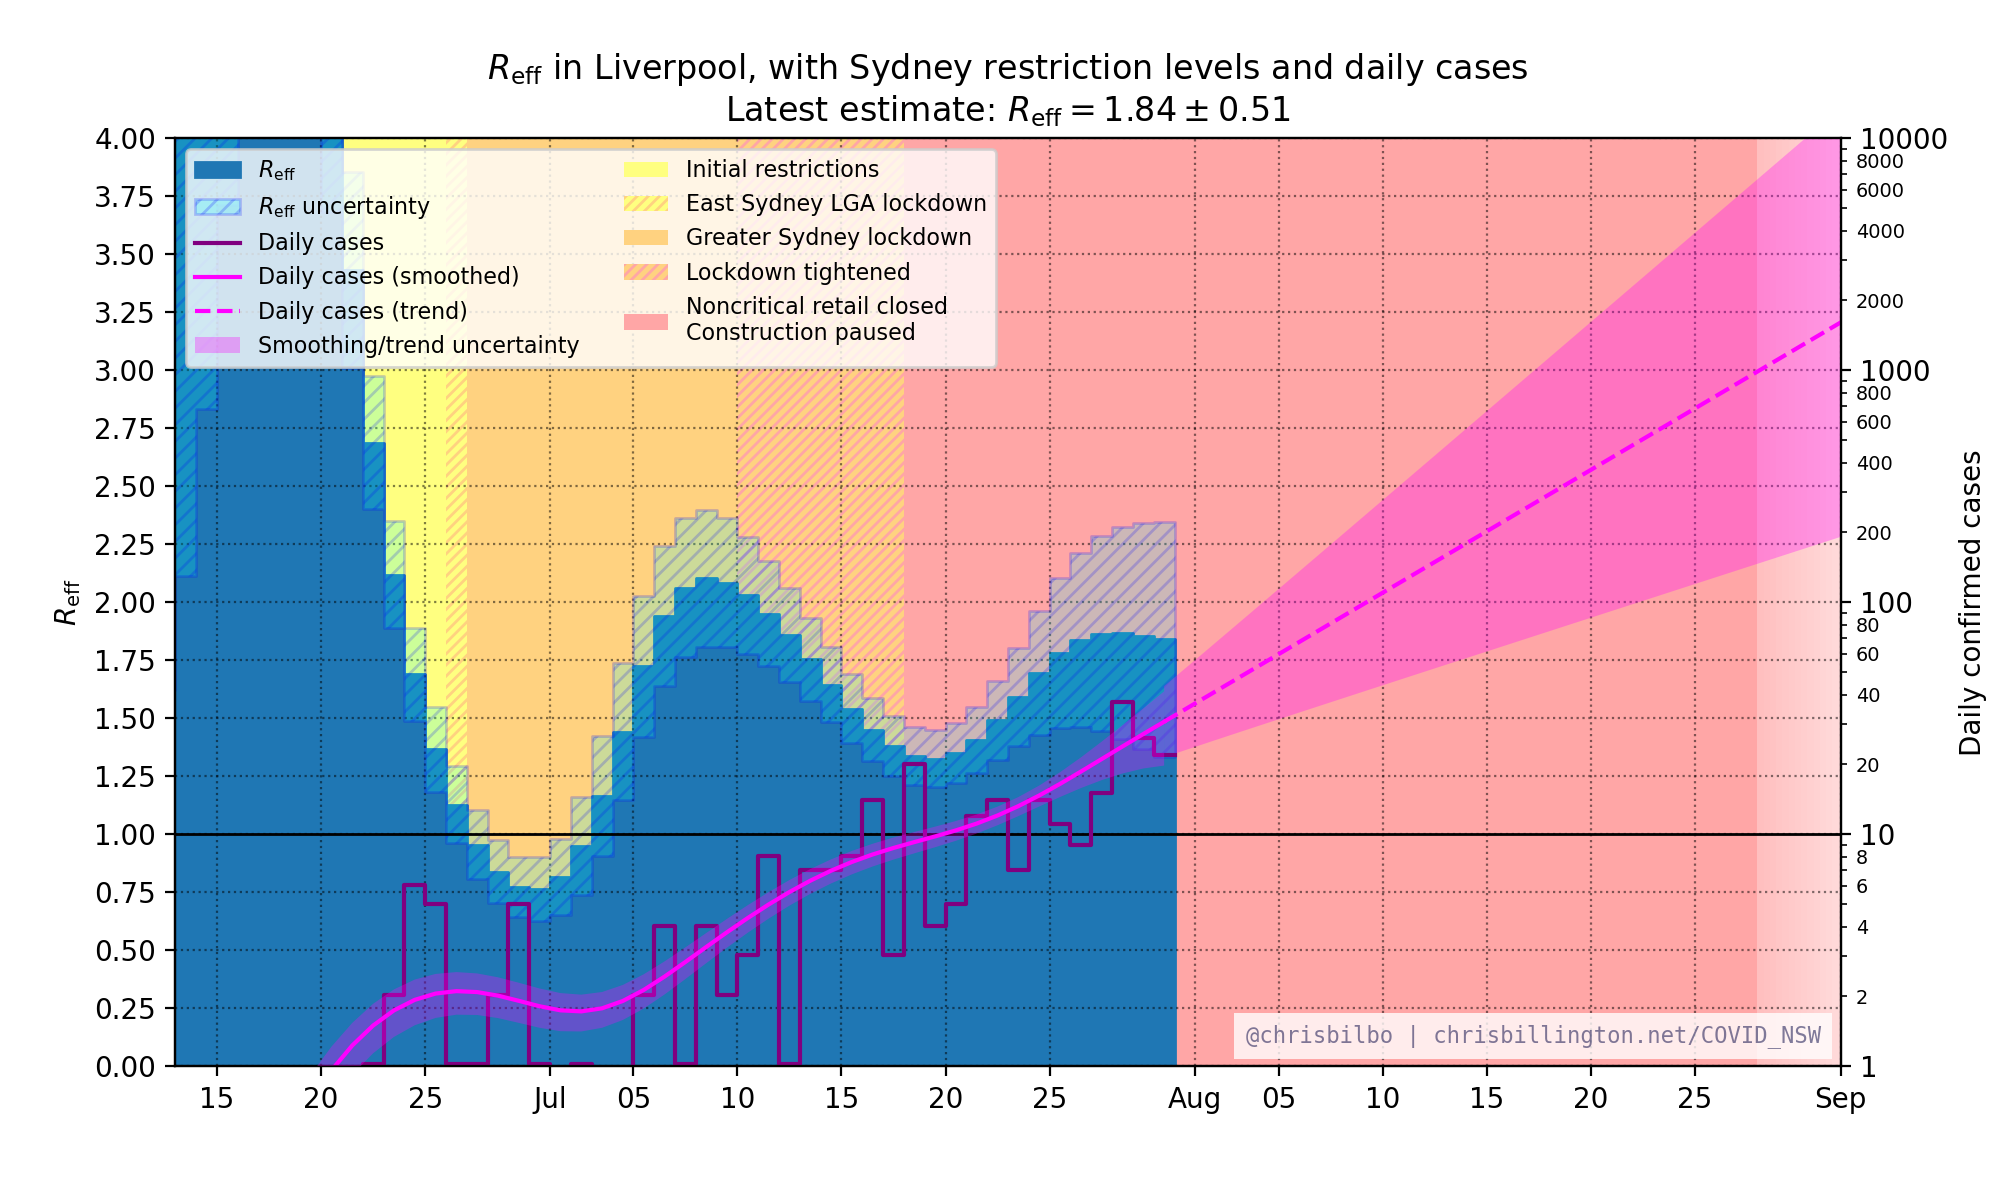 R_eff in Liverpool, with Sydney restriction levels and daily cases
Latest estimate: R_eff = 1.84 ± 0.51
R_eff
R_eff uncertainty
Daily cases
Daily cases (smoothed)
Daily cases (trend)
Smoothing/trend uncertainty
Initial restrictions
East Sydney LGA lockdown
Greater Sydney lockdown
Lockdown tightened
Noncritical retail closed
Construction paused
4.00
3.75
3.50
3.25
3.00
2.75
2.50
2.25
2.00
1.75
1.50
1.25
1.00
0.75
0.50
0.25
0.00
R_eff
10000
8000
6000
4000
2000
1000
800
600
400
200
100
80
60
40
20
10
8
6
4
2
1
Daily confirmed cases
@chrisbilbo | chrisbillington.net/COVID_NSW
15 20 25 Jul 05 10 15 20 25 Aug 05 10 15 20 25 Sep